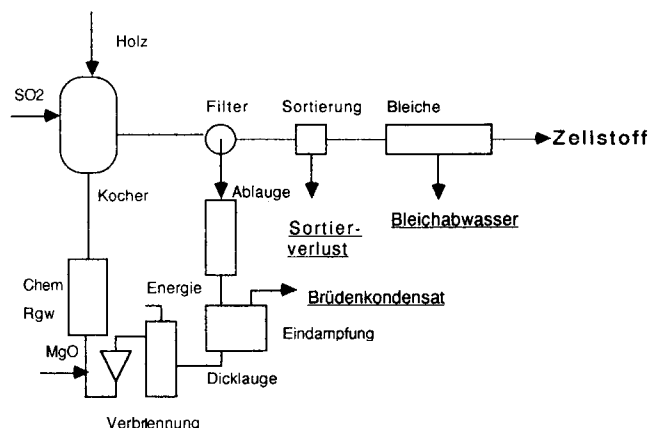 Holz
SO2
Filter
Sortierung
Bleiche
Zellstoff
Kocher
Ablauge
Sortier-
verlust
Bleichabwasser
Chem
Rgw
Energie
Brüdenkondensat
Eindampfung
MgO
Dicklauge
Verbrennung